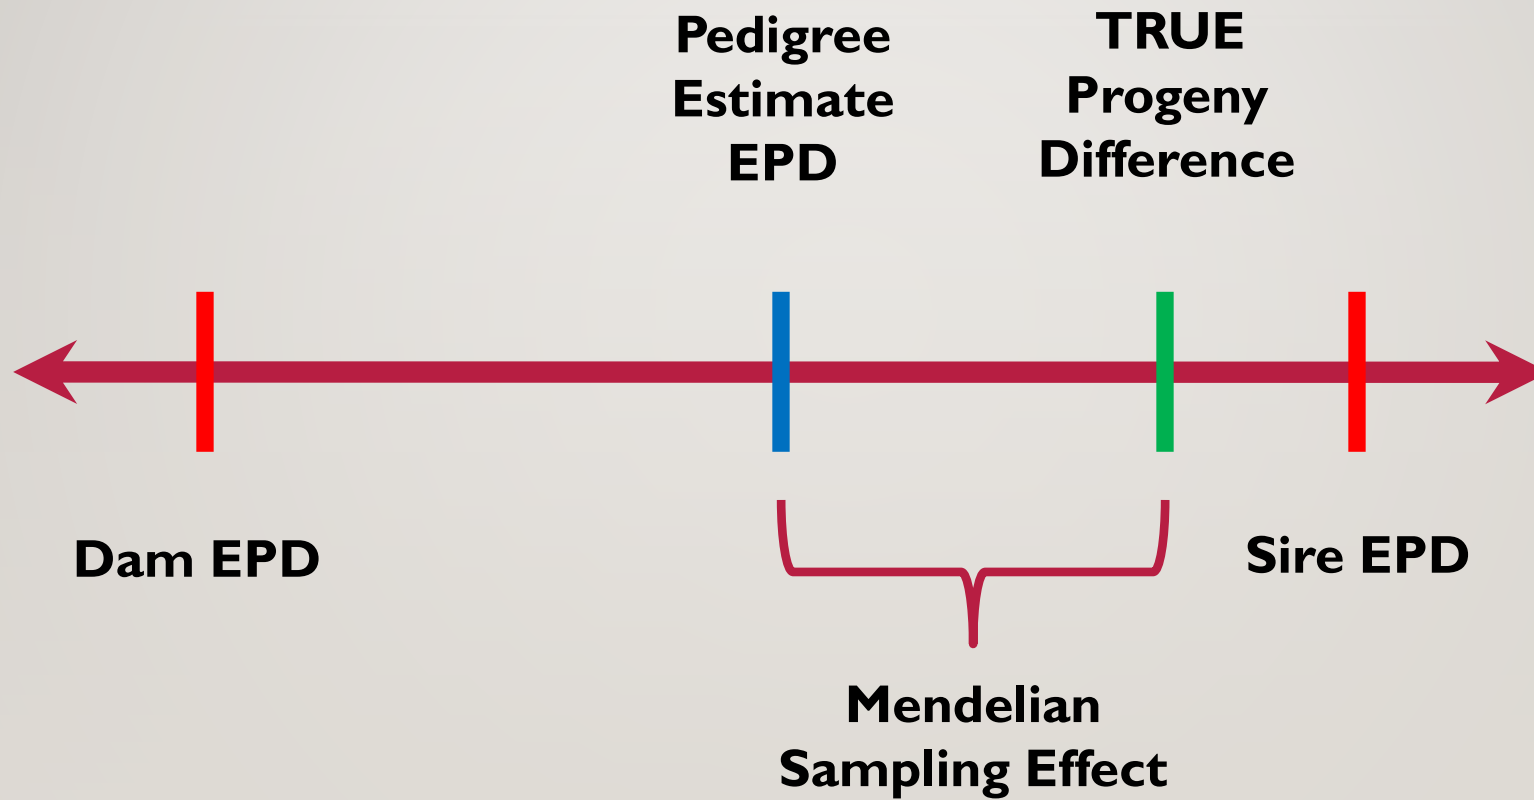 Pedigree
Estimate
EPD
TRUE
Progeny
Difference
Dam EPD
Sire EPD
Mendelian
Sampling Effect